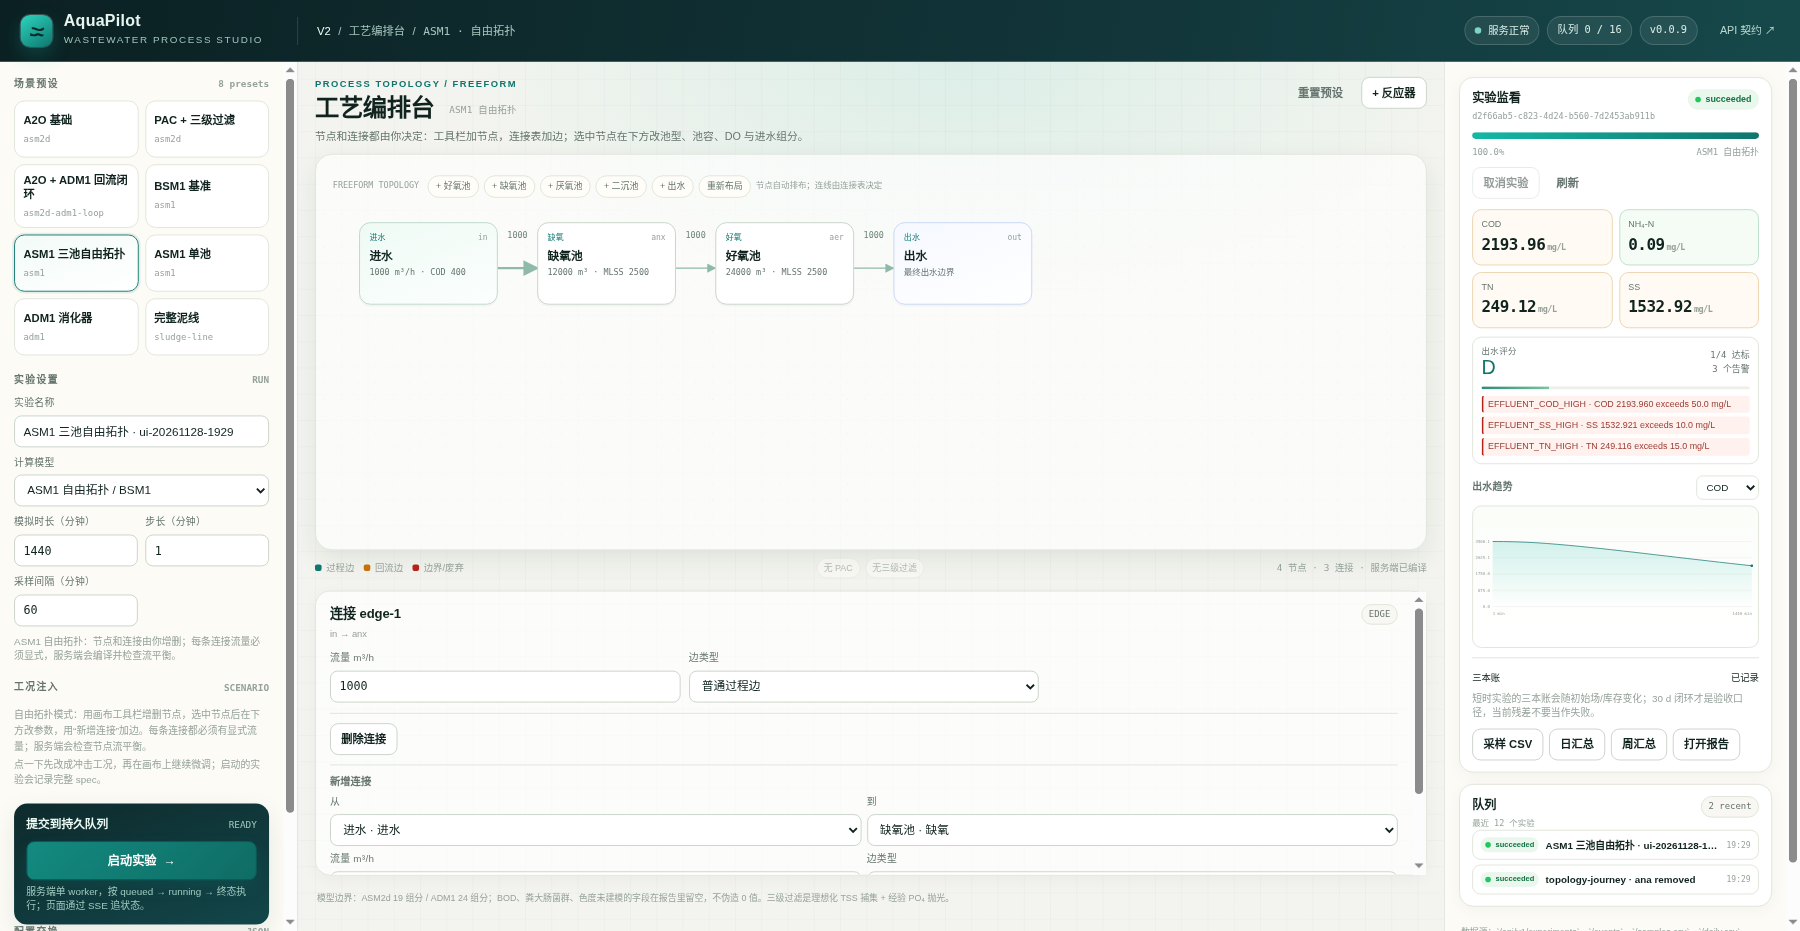 AquaPilot
WASTEWATER PROCESS STUDIO
V2 / 工艺编排台 / ASM1 · 自由拓扑
服务正常
队列 0 / 16
v0.0.9
API 契约 ↗
场景预设
8 presets
A2O 基础
asm2d
PAC + 三级过滤
asm2d
A2O + ADM1 回流闭环
asm2d-adm1-loop
BSM1 基准
asm1
ASM1 三池自由拓扑
asm1
ASM1 单池
asm1
ADM1 消化器
adm1
完整泥线
sludge-line
实验设置
RUN
实验名称
ASM1 三池自由拓扑 · ui-20261128-1929
计算模型
ASM1 自由拓扑 / BSM1
模拟时长（分钟）
步长（分钟）
1440
1
采样间隔（分钟）
60
ASM1 自由拓扑：节点和连接由你增删；每条连接流量必须显式，服务端会编译并检查流平衡。
工况注入
SCENARIO
自由拓扑模式：用画布工具栏增删节点，选中节点后在下方改参数，用“新增连接”加边。每条连接都必须有显式流量；服务端会检查节点流平衡。
点一下先改成冲击工况，再在画布上继续微调；启动的实验会记录完整 spec。
提交到持久队列
READY
启动实验 →
服务端单 worker，按 queued → running → 终态执行；页面通过 SSE 追状态。
配置交换
JSON
PROCESS TOPOLOGY / FREEFORM
工艺编排台
ASM1 自由拓扑
节点和连接都由你决定：工具栏加节点，连接表加边；选中节点在下方改池型、池容、DO 与进水组分。
重置预设
+ 反应器
FREEFORM TOPOLOGY
+ 好氧池
+ 缺氧池
+ 厌氧池
+ 二沉池
+ 出水
重新布局
节点自动排布；连线由连接表决定
进水
in
进水
1000 m³/h · COD 400
1000
缺氧
anx
缺氧池
12000 m³ · MLSS 2500
1000
好氧
aer
好氧池
24000 m³ · MLSS 2500
1000
出水
out
出水
最终出水边界
过程边
回流边
边界/废弃
无 PAC
无三级过滤
4 节点 · 3 连接 · 服务端已编译
连接 edge-1
EDGE
in → anx
流量 m³/h
边类型
1000
普通过程边
删除连接
新增连接
从
到
进水 · 进水
缺氧池 · 缺氧
流量 m³/h
边类型
模型边界：ASM2d 19 组分 / ADM1 24 组分；BOD、粪大肠菌群、色度未建模的字段在报告里留空，不伪造 0 值。三级过滤是理想化 TSS 捕集 + 经验 PO₄ 抛光。
实验监看
succeeded
d2f66ab5-c823-4d24-b560-7d2453ab911b
100.0%
ASM1 自由拓扑
取消实验
刷新
COD
2193.96 mg/L
NH₄-N
0.09 mg/L
TN
249.12 mg/L
SS
1532.92 mg/L
出水评分
D
1/4 达标
3 个告警
EFFLUENT_COD_HIGH · COD 2193.960 exceeds 50.0 mg/L
EFFLUENT_SS_HIGH · SS 1532.921 exceeds 10.0 mg/L
EFFLUENT_TN_HIGH · TN 249.116 exceeds 15.0 mg/L
出水趋势
COD
三本账
已记录
短时实验的三本账会随初始场/库存变化；30 d 闭环才是验收口径，当前残差不要当作失败。
采样 CSV
日汇总
周汇总
打开报告
队列
2 recent
最近 12 个实验
succeeded
ASM1 三池自由拓扑 · ui-20261128-1...
19:29
succeeded
topology-journey · ana removed
19:29